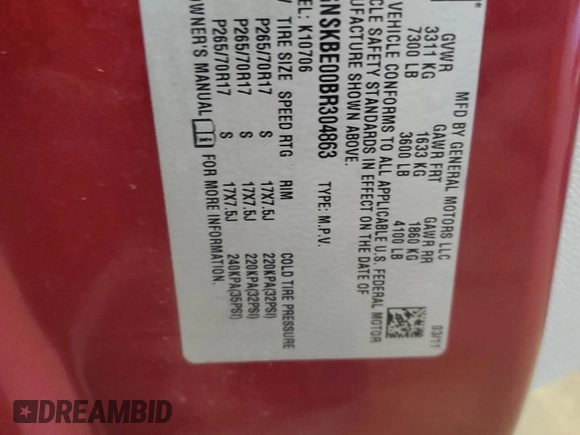 MFD BY GENERAL MOTORS LLC
03/11
GVWR GAWR FRT GAWR RR
3311 KG 1633 KG 1860 KG
7300 LB 3600 LB 4100 LB
VEHICLE CONFORMS TO ALL APPLICABLE U.S. FEDERAL MOTOR
CLE SAFETY STANDARDS IN EFFECT ON THE DATE OF
UFACTURE SHOWN ABOVE.
GNSKBE00BR304863 TYPE: M.P.V.
EL: K10706
TIRE SIZE SPEED RTG RIM COLD TIRE PRESSURE
P265/70R17 S 17X7.5J 220KPA(32PSI)
P265/70R17 S 17X7.5J 220KPA(32PSI)
P265/70R17 S 17X7.5J 240KPA(35PSI)
OWNER'S MANUAL FOR MORE INFORMATION.
DREAMBID